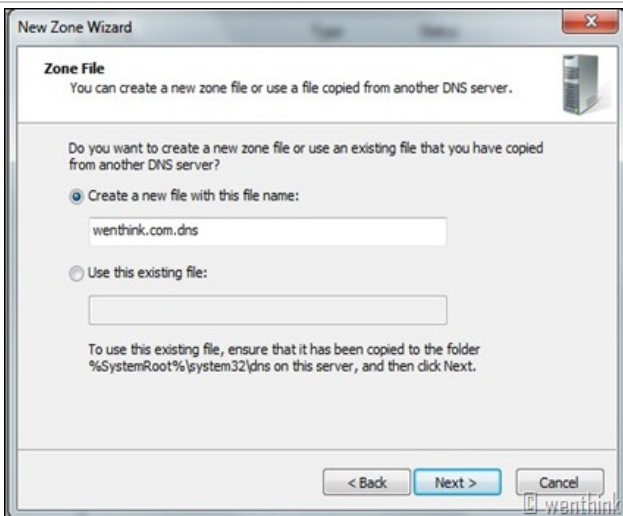 New Zone Wizard
Zone File
You can create a new zone file or use a file copied from another DNS server.
Do you want to create a new zone file or use an existing file that you have copied
from another DNS server?
Create a new file with this file name:
wenthink.com.dns
Use this existing file:
To use this existing file, ensure that it has been copied to the folder
%SystemRoot%\system32\dns on this server, and then click Next.
< Back
Next >
Cancel
wenthink